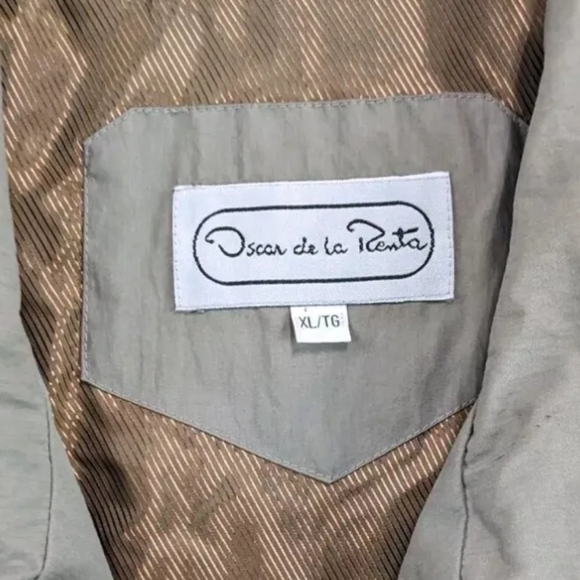 Oscar de la Renta
XL/TG